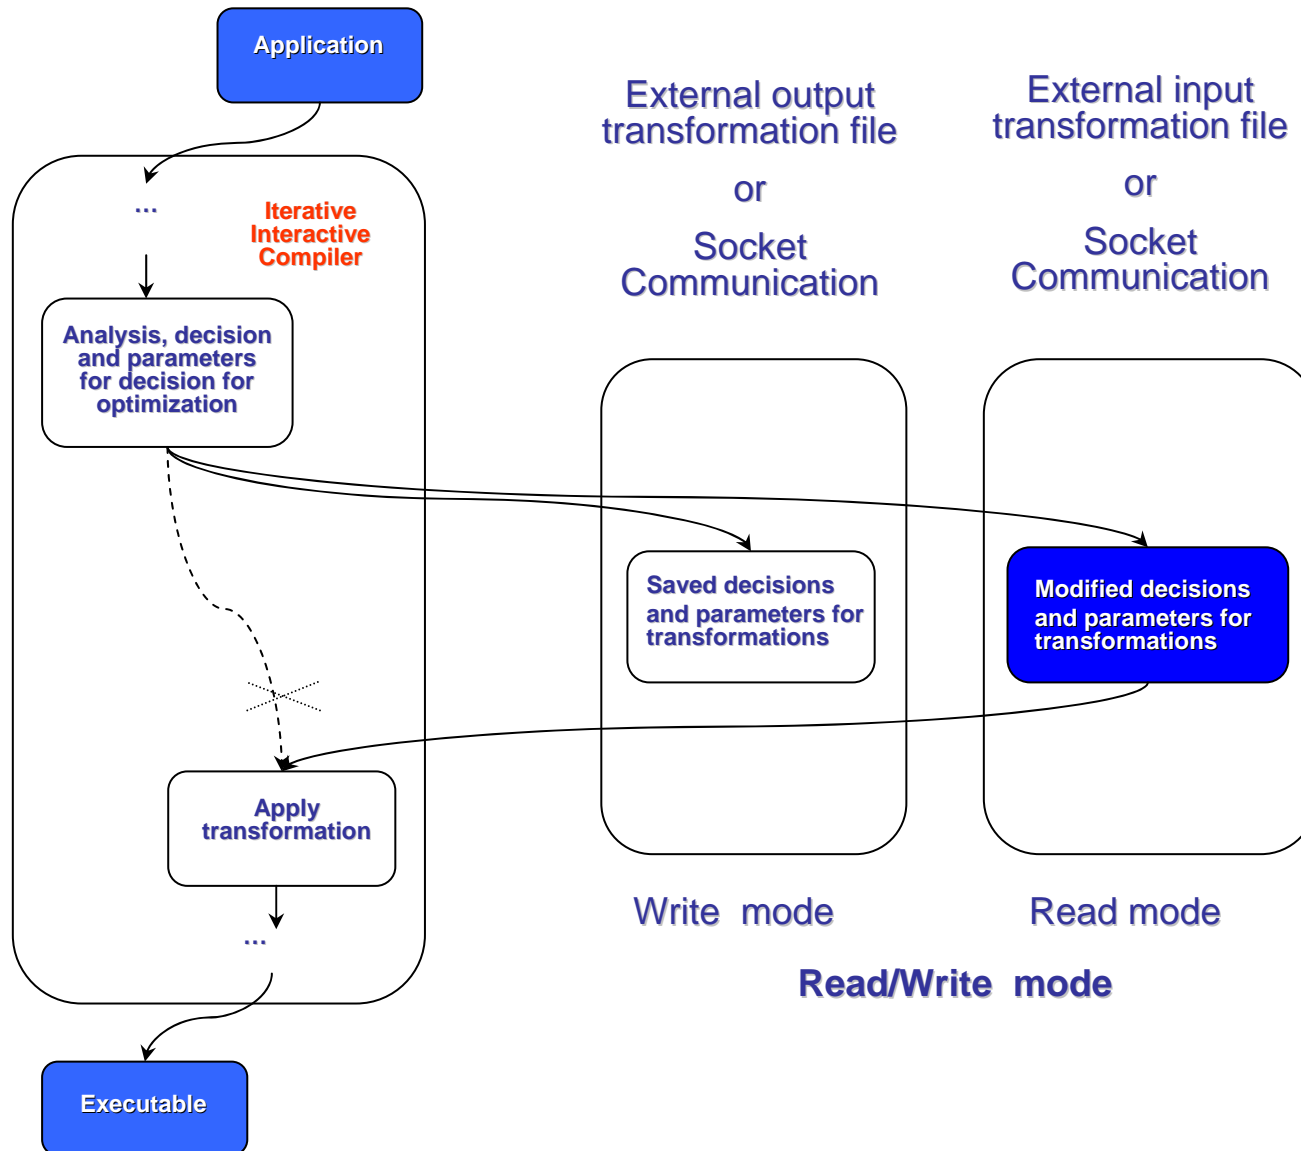 Application
...
Iterative
Interactive
Compiler
Analysis, decision
and parameters
for decision for
optimization
Apply
transformation
...
Executable
External output
transformation file
or
Socket
Communication
Saved decisions
and parameters for
transformations
Write mode
External input
transformation file
or
Socket
Communication
Modified decisions
and parameters for
transformations
Read mode
Read/Write mode